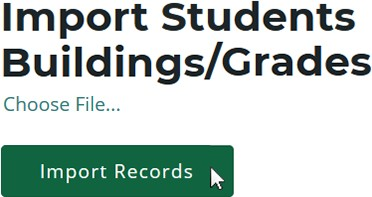 Import Students
Buildings/Grades
Choose File...
Import Records